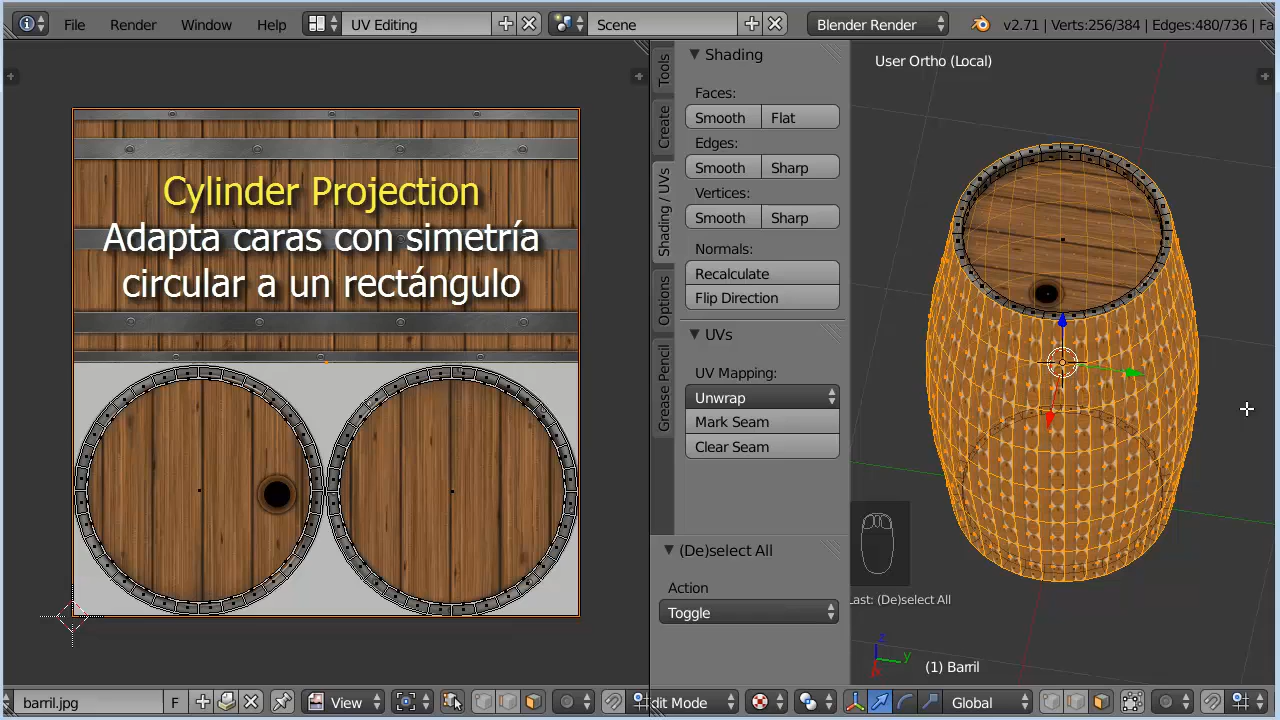 File Render Window Help UV Editing Scene Blender Render v2.71 | Verts:256/384 | Edges:480/736 | Fa
User Ortho (Local)
Cylinder Projection
Adapta caras con simetría
circular a un rectángulo
Tools
Create
Shading / UVs
Options
Grease Pencil
Shading
Faces:
Smooth Flat
Edges:
Smooth Sharp
Vertices:
Smooth Sharp
Normals:
Recalculate
Flip Direction
UVs
UV Mapping:
Unwrap
Mark Seam
Clear Seam
(De)select All
Action
Toggle
Last: (De)select All
z
y
x
(1) Barril
barril.jpg F View dit Mode Global